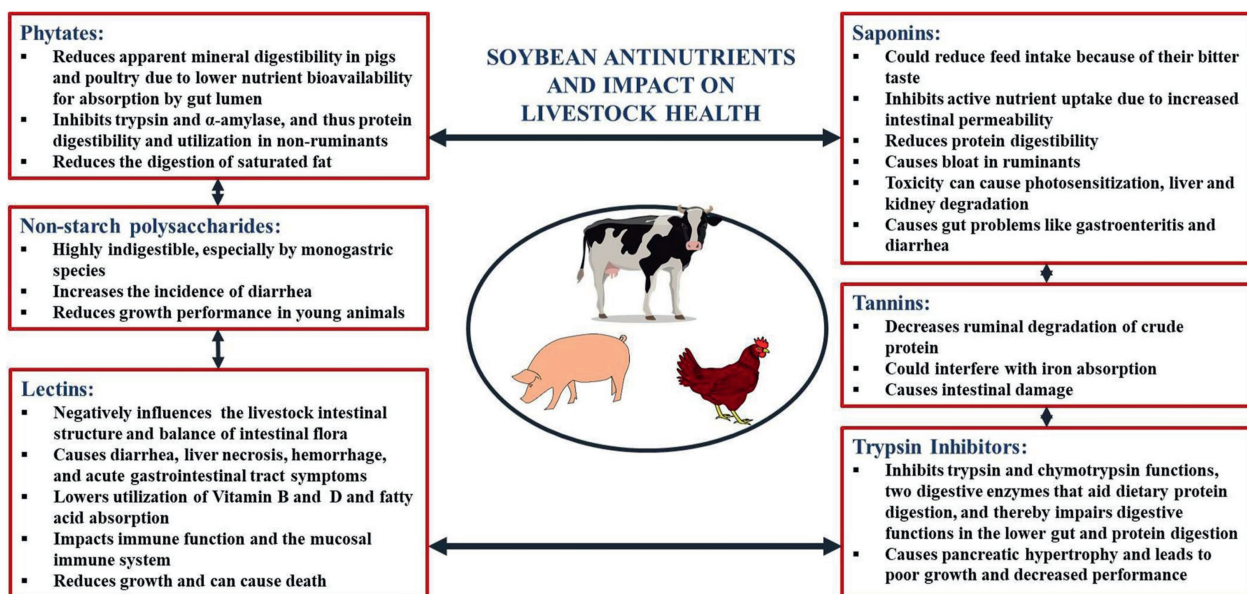 Phytates:
▪ Reduces apparent mineral digestibility in pigs
and poultry due to lower nutrient bioavailability
for absorption by gut lumen
▪ Inhibits trypsin and α-amylase, and thus protein
digestibility and utilization in non-ruminants
▪ Reduces the digestion of saturated fat
Non-starch polysaccharides:
▪ Highly indigestible, especially by monogastric
species
▪ Increases the incidence of diarrhea
▪ Reduces growth performance in young animals
Lectins:
▪ Negatively influences the livestock intestinal
structure and balance of intestinal flora
▪ Causes diarrhea, liver necrosis, hemorrhage,
and acute gastrointestinal tract symptoms
▪ Lowers utilization of Vitamin B and D and fatty
acid absorption
▪ Impacts immune function and the mucosal
immune system
▪ Reduces growth and can cause death
SOYBEAN ANTINUTRIENTS
AND IMPACT ON
LIVESTOCK HEALTH
Saponins:
▪ Could reduce feed intake because of their bitter
taste
▪ Inhibits active nutrient uptake due to increased
intestinal permeability
▪ Reduces protein digestibility
▪ Causes bloat in ruminants
▪ Toxicity can cause photosensitization, liver and
kidney degradation
▪ Causes gut problems like gastroenteritis and
diarrhea
Tannins:
▪ Decreases ruminal degradation of crude
protein
▪ Could interfere with iron absorption
▪ Causes intestinal damage
Trypsin Inhibitors:
▪ Inhibits trypsin and chymotrypsin functions,
two digestive enzymes that aid dietary protein
digestion, and thereby impairs digestive
functions in the lower gut and protein digestion
▪ Causes pancreatic hypertrophy and leads to
poor growth and decreased performance